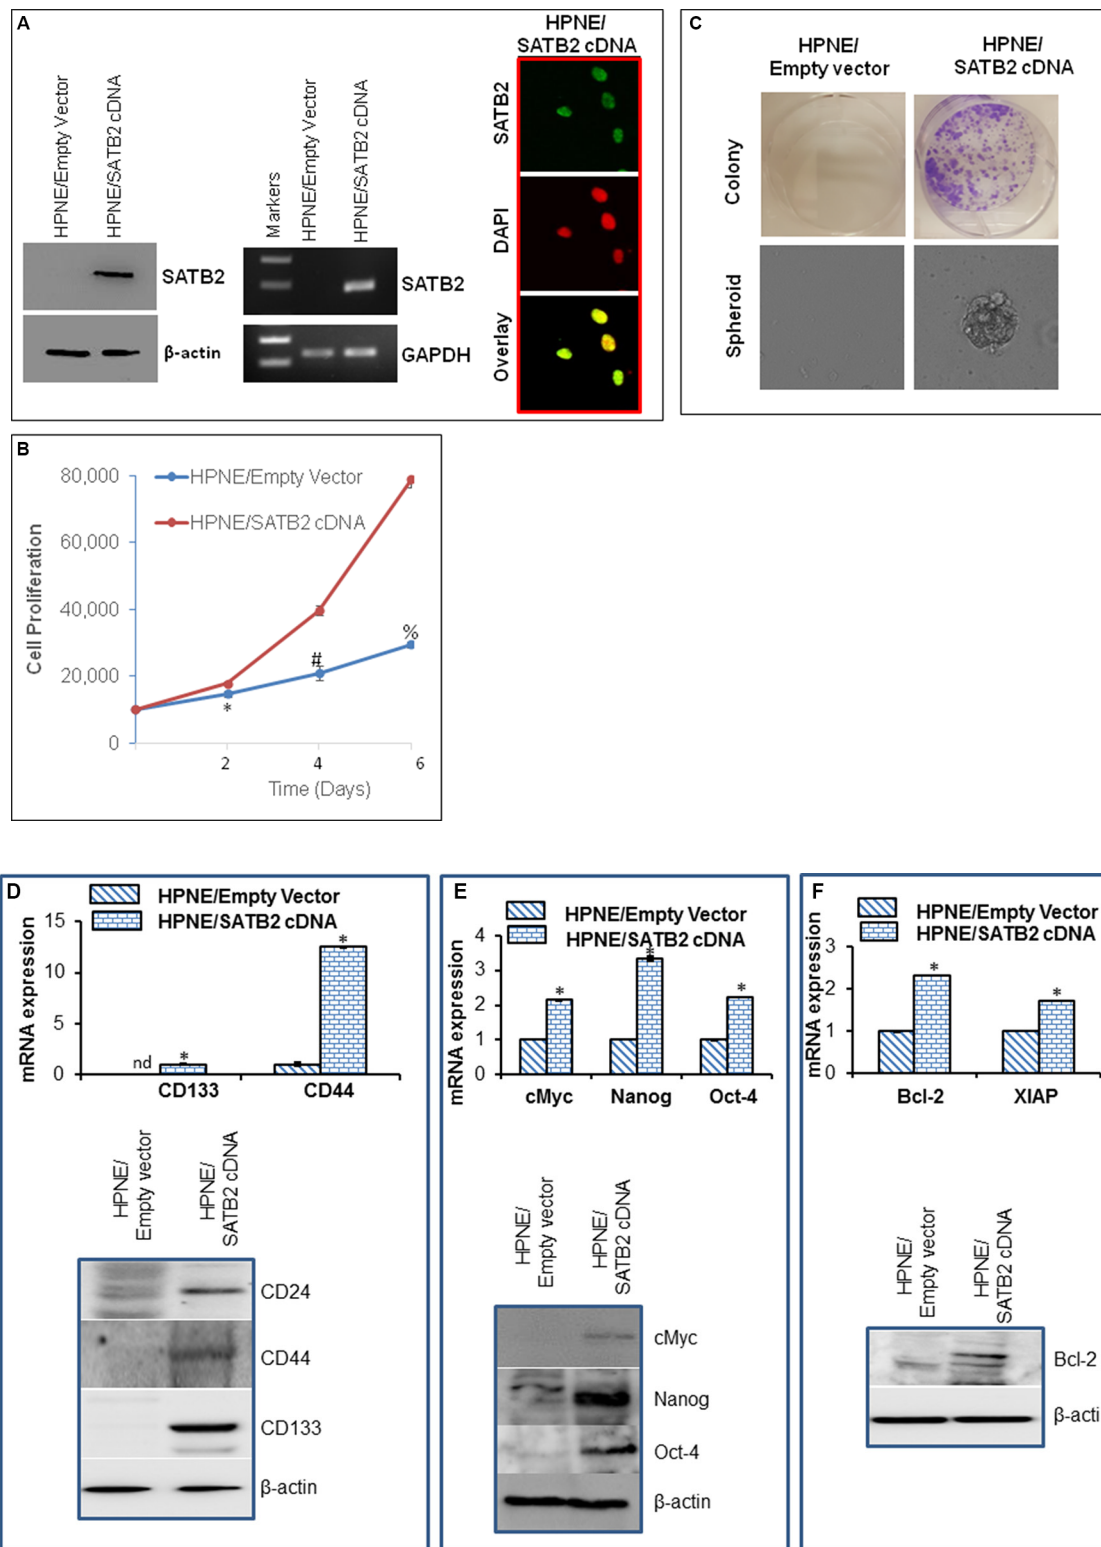 A
HPNE/Empty Vector
HPNE/SATB2 cDNA
SATB2
β-actin
Markers
HPNE/Empty Vector
HPNE/SATB2 cDNA
SATB2
GAPDH
HPNE/
SATB2 cDNA
SATB2
DAPI
Overlay
C
HPNE/
Empty vector
HPNE/
SATB2 cDNA
Colony
Spheroid
B
80,000
60,000
40,000
20,000
0
Cell Proliferation
HPNE/Empty Vector
HPNE/SATB2 cDNA
*
#
%
2
4
6
Time (Days)
D
HPNE/Empty Vector
HPNE/SATB2 cDNA
mRNA expression
15
10
5
0
nd
*
*
CD133
CD44
HPNE/
Empty vector
HPNE/
SATB2 cDNA
CD24
CD44
CD133
β-actin
E
HPNE/Empty Vector
HPNE/SATB2 cDNA
mRNA expression
4
3
2
1
0
*
*
*
cMyc
Nanog
Oct-4
HPNE/
Empty vector
HPNE/
SATB2 cDNA
cMyc
Nanog
Oct-4
β-actin
F
HPNE/Empty Vector
HPNE/SATB2 cDNA
mRNA expression
3
2
1
0
*
*
Bcl-2
XIAP
HPNE/
Empty vector
HPNE/
SATB2 cDNA
Bcl-2
β-acti